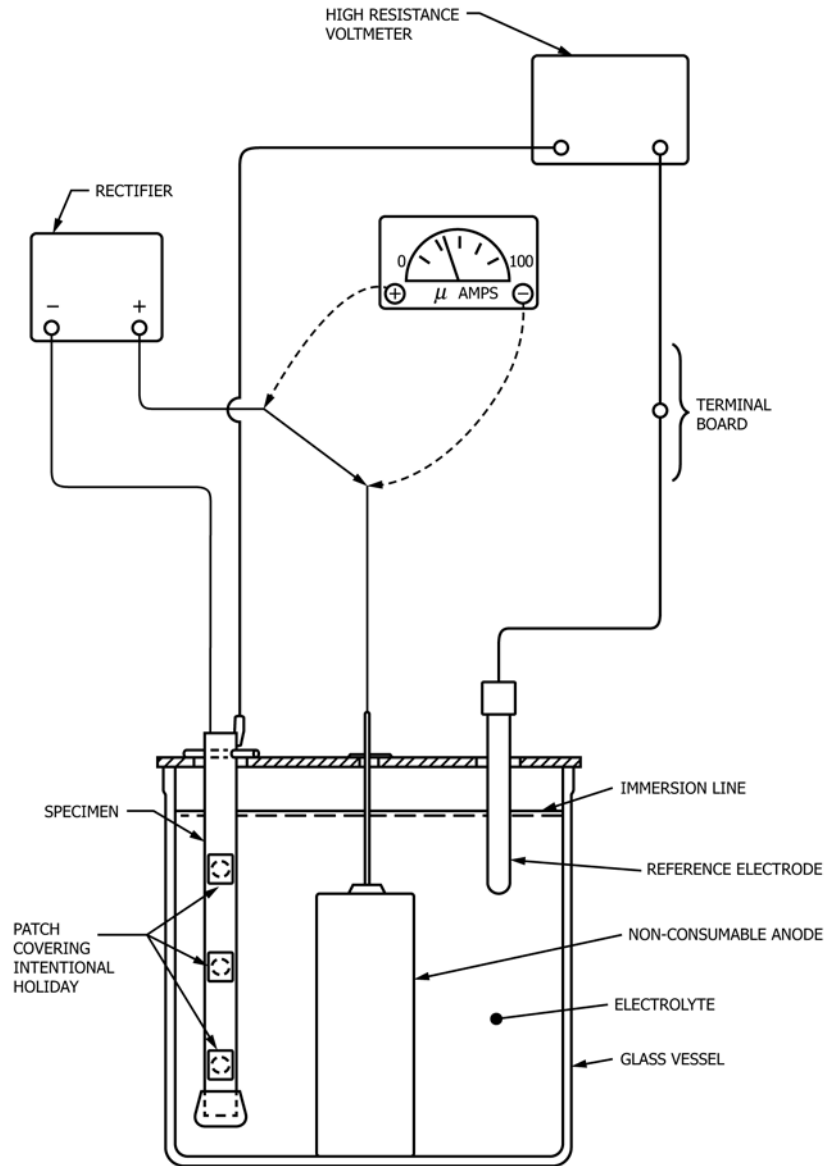 HIGH RESISTANCE
VOLTMETER
RECTIFIER
− +
0 100
+ μ AMPS −
TERMINAL
BOARD
IMMERSION LINE
SPECIMEN
REFERENCE ELECTRODE
PATCH
COVERING
INTENTIONAL
HOLIDAY
NON-CONSUMABLE ANODE
ELECTROLYTE
GLASS VESSEL